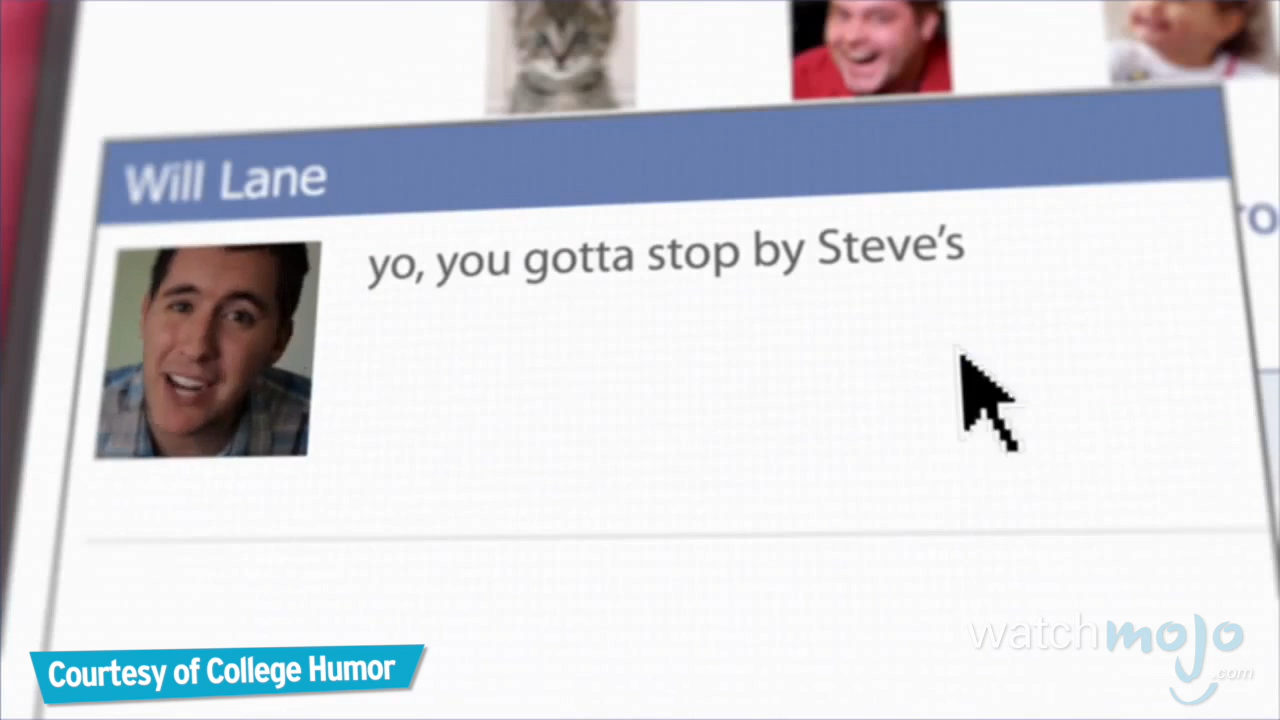 Will Lane
yo, you gotta stop by Steve's
Courtesy of College Humor
watchmojo
.com